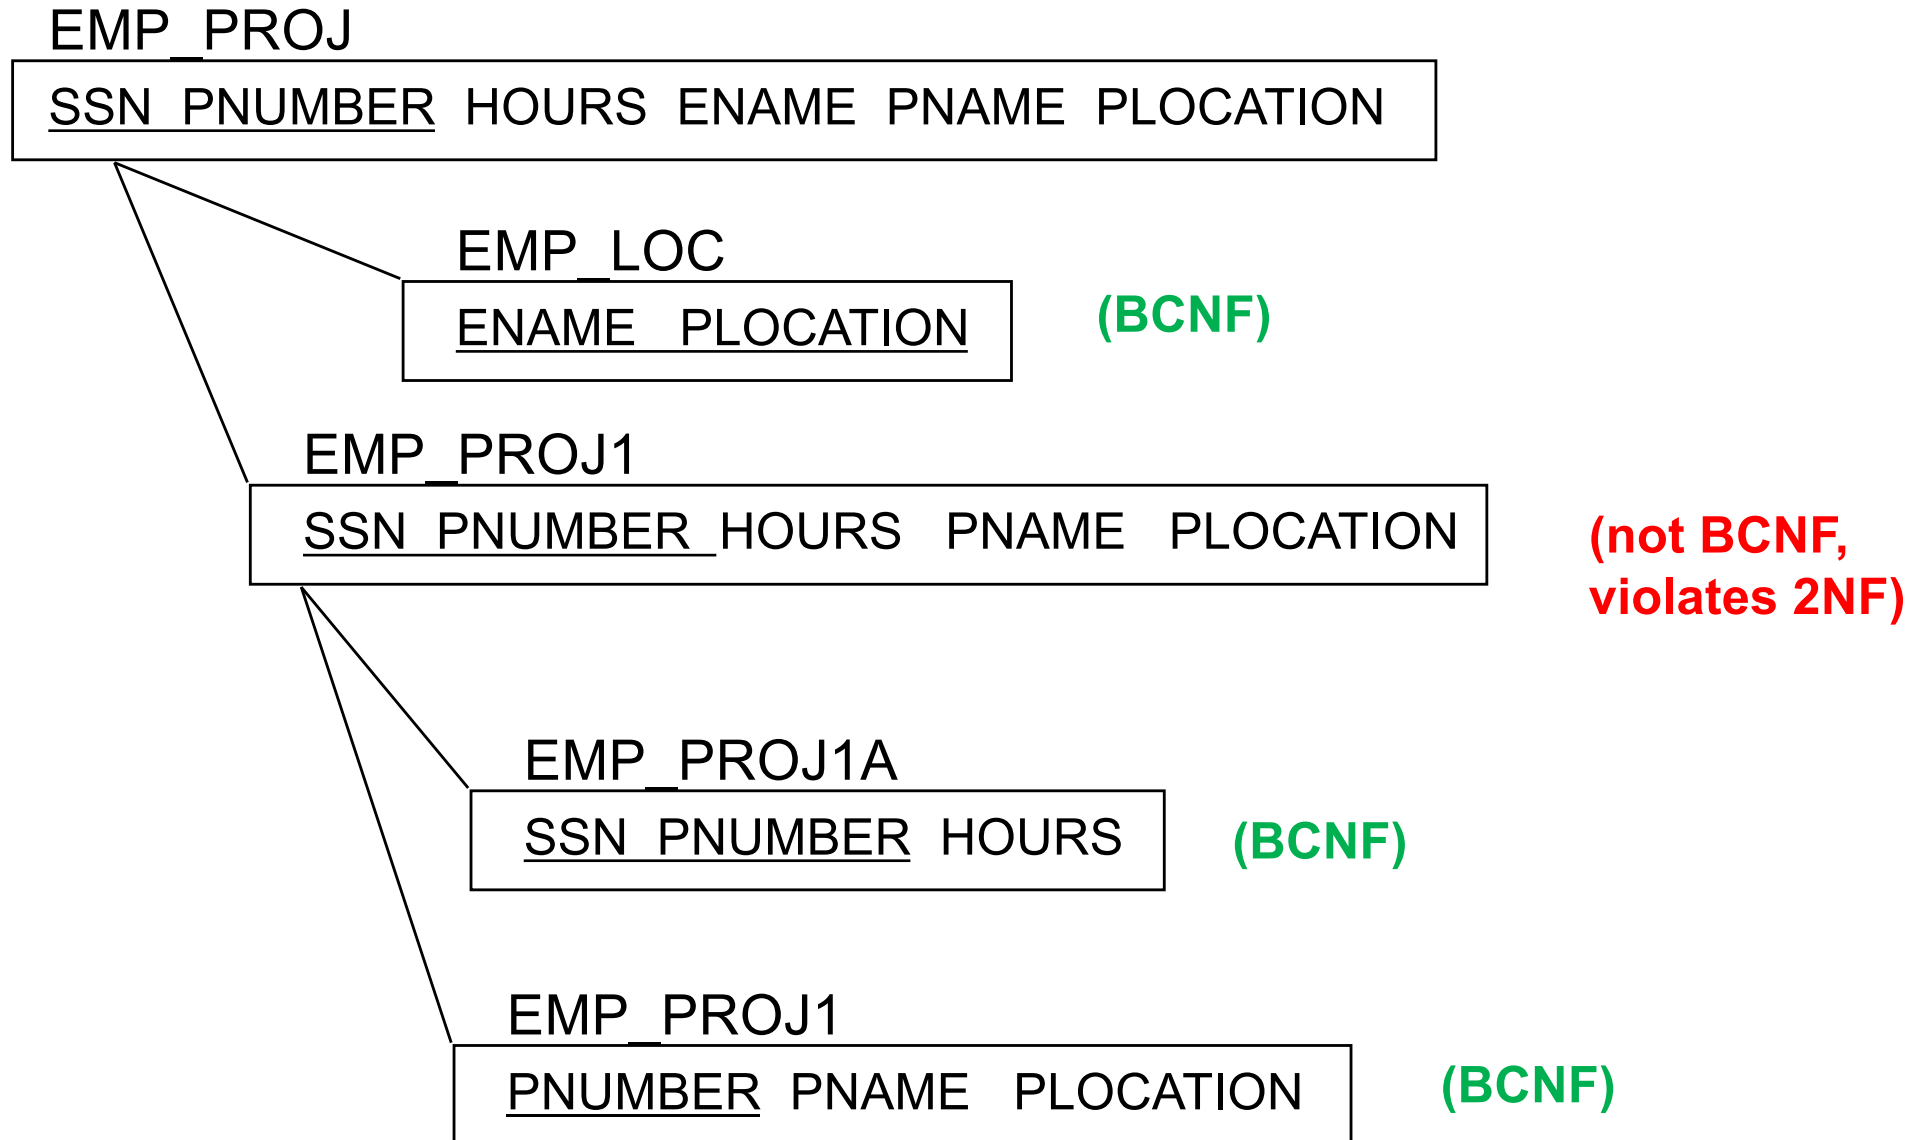 EMP_PROJ
SSN PNUMBER HOURS ENAME PNAME PLOCATION
EMP_LOC
ENAME PLOCATION
(BCNF)
EMP_PROJ1
SSN PNUMBER HOURS PNAME PLOCATION
(not BCNF,
violates 2NF)
EMP_PROJ1A
SSN PNUMBER HOURS
(BCNF)
EMP_PROJ1
PNUMBER PNAME PLOCATION
(BCNF)